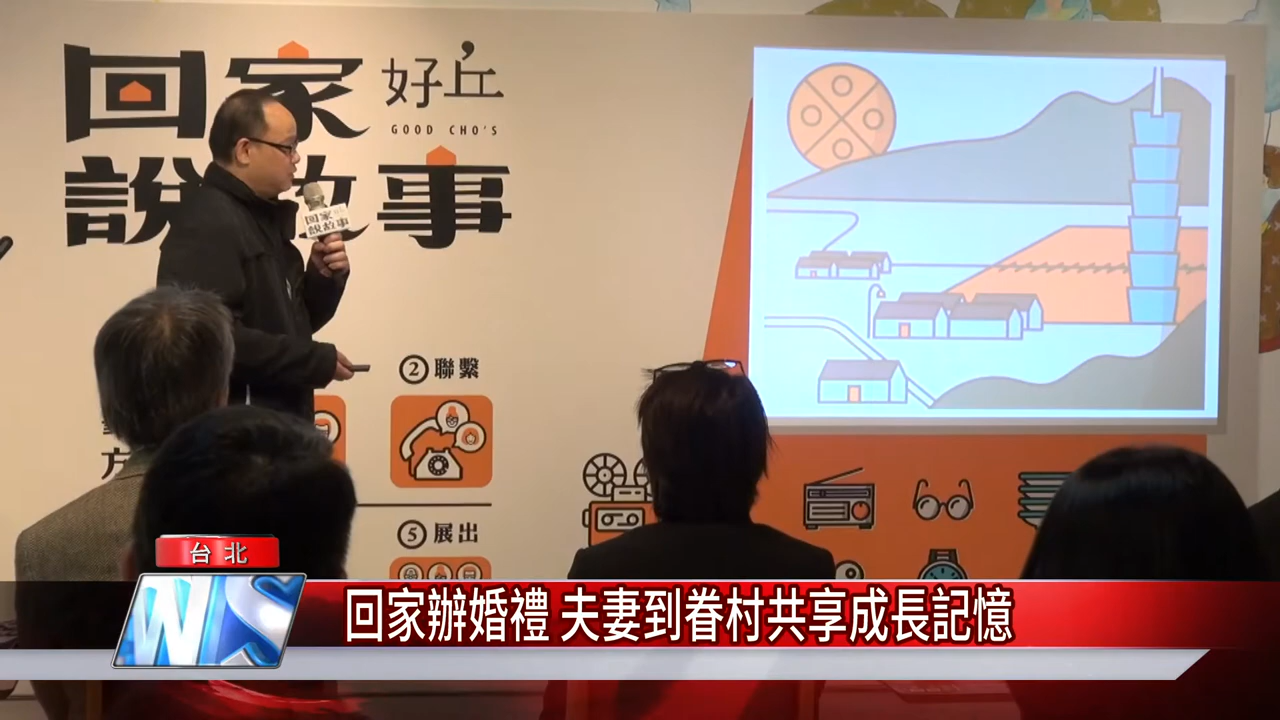 回家
好丘
GOOD CHO'S
說故事
回家
說故事
② 聯繫
方
⑤ 展出
台北
回家辦婚禮 夫妻到眷村共享成長記憶